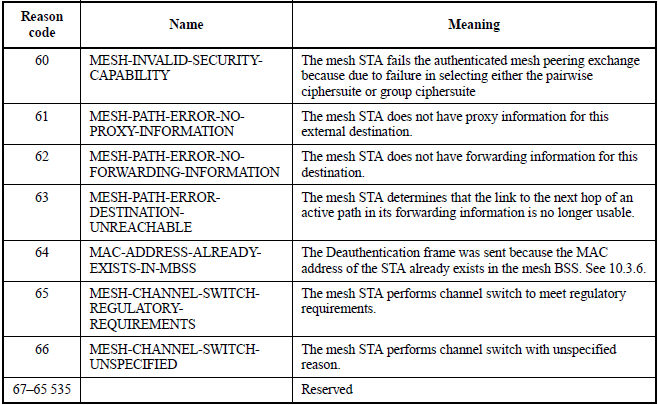 Reason code Name Meaning
60 MESH-INVALID-SECURITY- The mesh STA fails the authenticated mesh peering exchange
CAPABILITY because due to failure in selecting either the pairwise
ciphersuite or group ciphersuite
61 MESH-PATH-ERROR-NO- The mesh STA does not have proxy information for this
PROXY-INFORMATION external destination.
62 MESH-PATH-ERROR-NO- The mesh STA does not have forwarding information for this
FORWARDING-INFORMATION destination.
63 MESH-PATH-ERROR- The mesh STA determines that the link to the next hop of an
DESTINATION- active path in its forwarding information is no longer usable.
UNREACHABLE
64 MAC-ADDRESS-ALREADY- The Deauthentication frame was sent because the MAC
EXISTS-IN-MBSS address of the STA already exists in the mesh BSS. See 10.3.6.
65 MESH-CHANNEL-SWITCH- The mesh STA performs channel switch to meet regulatory
REGULATORY- requirements.
REQUIREMENTS
66 MESH-CHANNEL-SWITCH- The mesh STA performs channel switch with unspecified
UNSPECIFIED reason.
67–65 535 Reserved